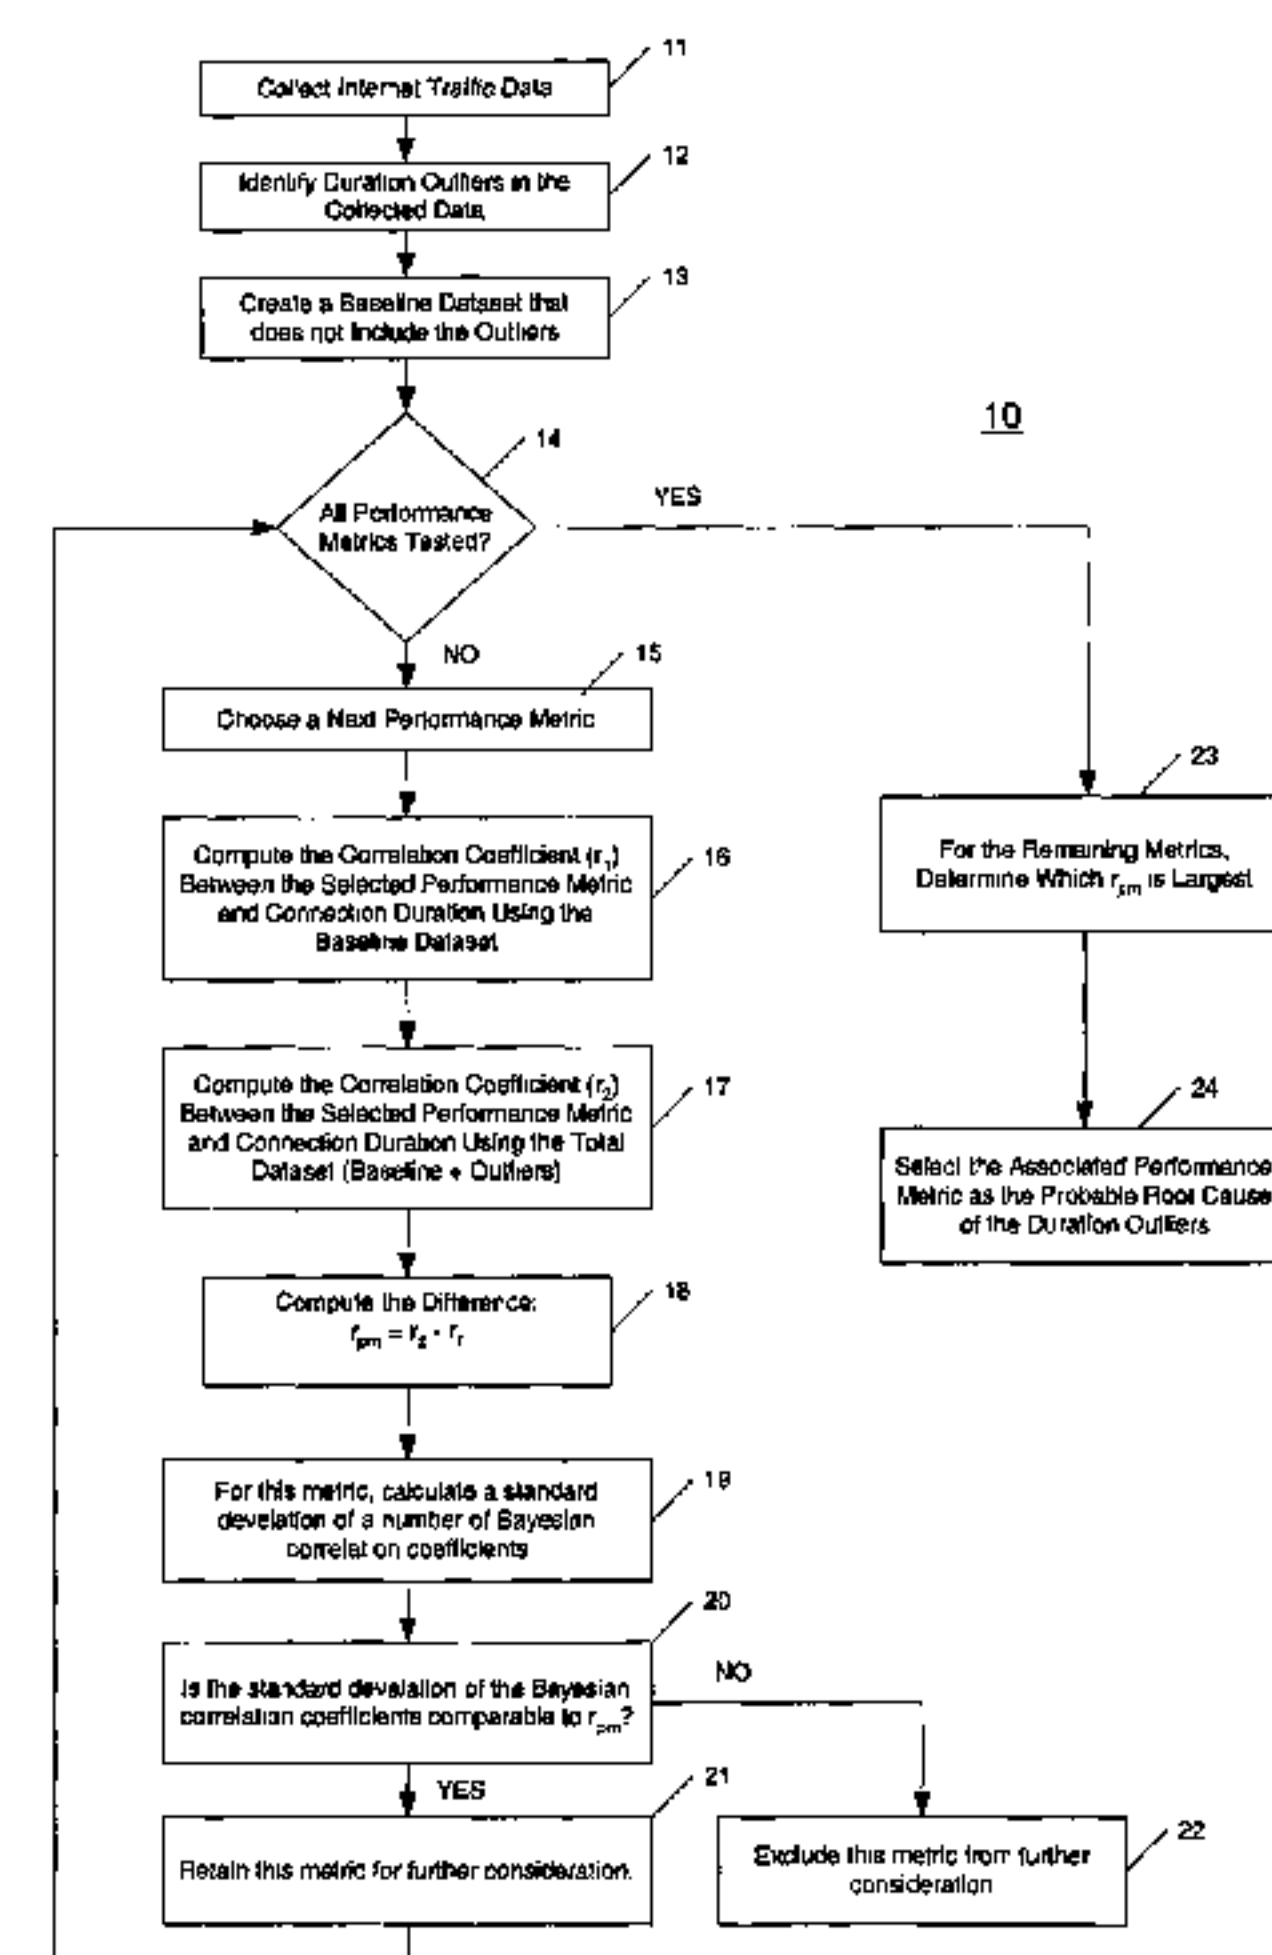 11
Collect Internet Traffic Data
12
Identify Duration Outliers in the
Collected Data
13
Create a Baseline Dataset that
does not Include the Outliers
10
14
All Performance
Metrics Tested?
YES
NO
15
Choose a Next Performance Metric
16
Compute the Correlation Coefficient (r1)
Between the Selected Performance Metric
and Connection Duration Using the
Baseline Dataset
17
Compute the Correlation Coefficient (r2)
Between the Selected Performance Metric
and Connection Duration Using the Total
Dataset (Baseline + Outliers)
18
Compute the Difference:
rpm = r2 - r1
19
For this metric, calculate a standard
develation of a number of Bayesian
correlation coefficients
20
Is the standard develation of the Bayesian
correlation coefficients comparable to rpm?
NO
YES
21
Retain this metric for further consideration.
22
Exclude this metric from further
consideration
23
For the Remaining Metrics,
Determine Which rpm is Largest
24
Select the Associated Performance
Metric as the Probable Root Cause
of the Duration Outliers